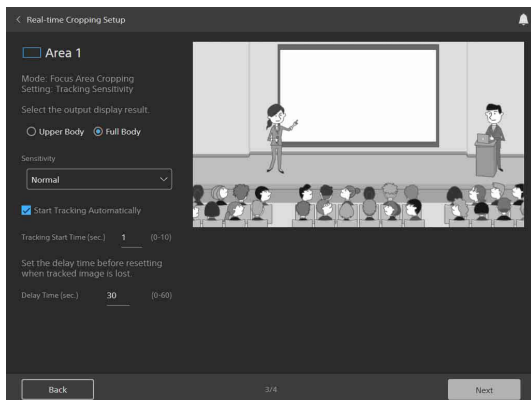 Real-time Cropping Setup
Area 1
Mode: Focus Area Cropping
Setting: Tracking Sensitivity
Select the output display result.
Upper Body Full Body
Sensitivity
Normal
Start Tracking Automatically
Tracking Start Time (sec.) 1 (0-10)
Set the delay time before resetting
when tracked image is lost.
Delay Time (sec.) 30 (0-60)
Back 3/4 Next